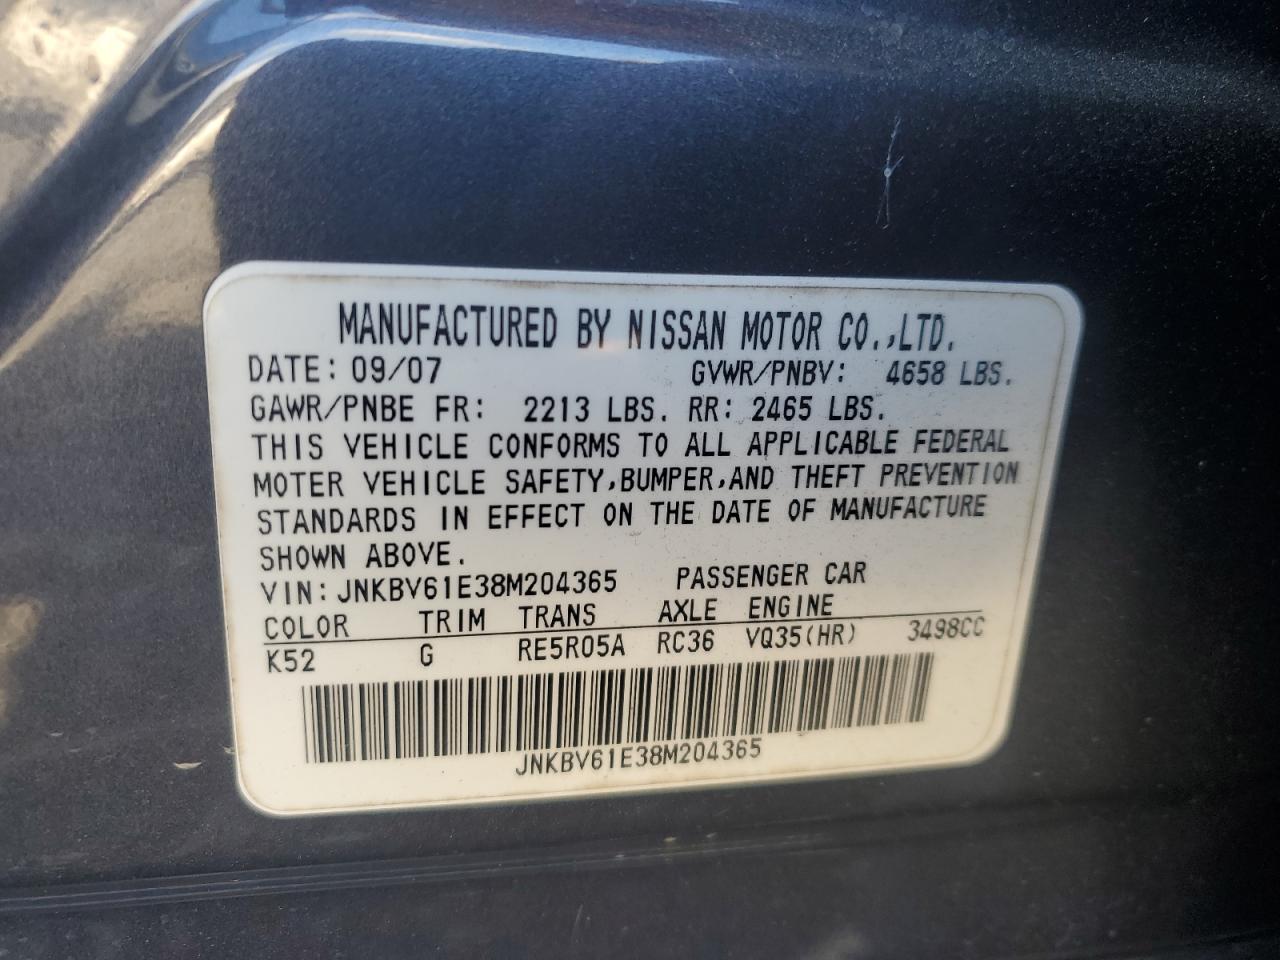 MANUFACTURED BY NISSAN MOTOR CO.,LTD.
DATE: 09/07 GVWR/PNBV: 4658 LBS.
GAWR/PNBE FR: 2213 LBS. RR: 2465 LBS.
THIS VEHICLE CONFORMS TO ALL APPLICABLE FEDERAL
MOTER VEHICLE SAFETY,BUMPER,AND THEFT PREVENTION
STANDARDS IN EFFECT ON THE DATE OF MANUFACTURE
SHOWN ABOVE.
VIN: JNKBV61E38M204365 PASSENGER CAR
COLOR TRIM TRANS AXLE ENGINE
K52 G RE5R05A RC36 VQ35(HR) 3498CC
JNKBV61E38M204365